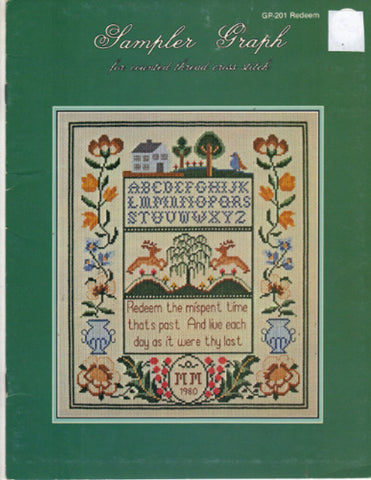 GP-201 Redeem
Sampler Graph
for counted thread cross stitch
ABCDEFGHIJK
LMNOPQRS
STUVWXYZ
Redeem the mispent time
thats past And live each
day as it were thy last
MM
1980